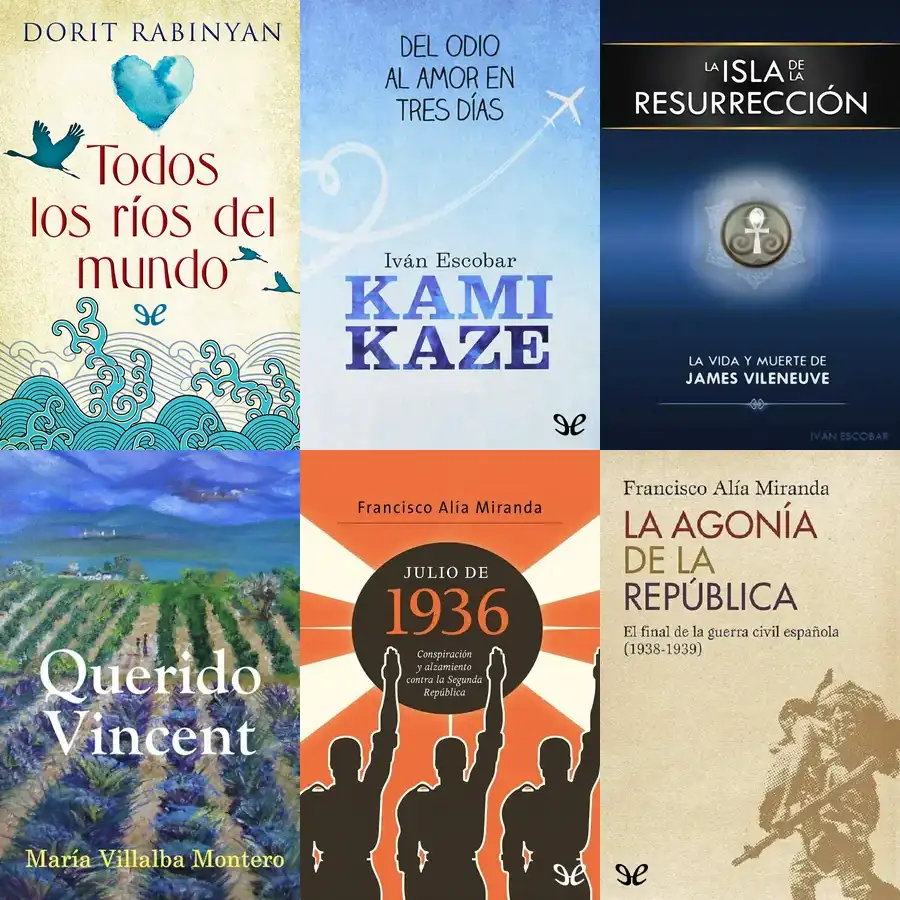 DORIT RABINYAN
Todos
los ríos del
mundo
DEL ODIO
AL AMOR EN
TRES DÍAS
Iván Escobar
KAMI
KAZE
LA ISLA DE LA
RESURRECCIÓN
LA VIDA Y MUERTE DE
JAMES VILENEUVE
IVÁN ESCOBAR
Querido
Vincent
María Villalba Montero
Francisco Alía Miranda
JULIO DE
1936
Conspiración
y alzamiento
contra la Segunda
República
Francisco Alía Miranda
LA AGONÍA
DE LA
REPÚBLICA
El final de la guerra civil española
(1938-1939)